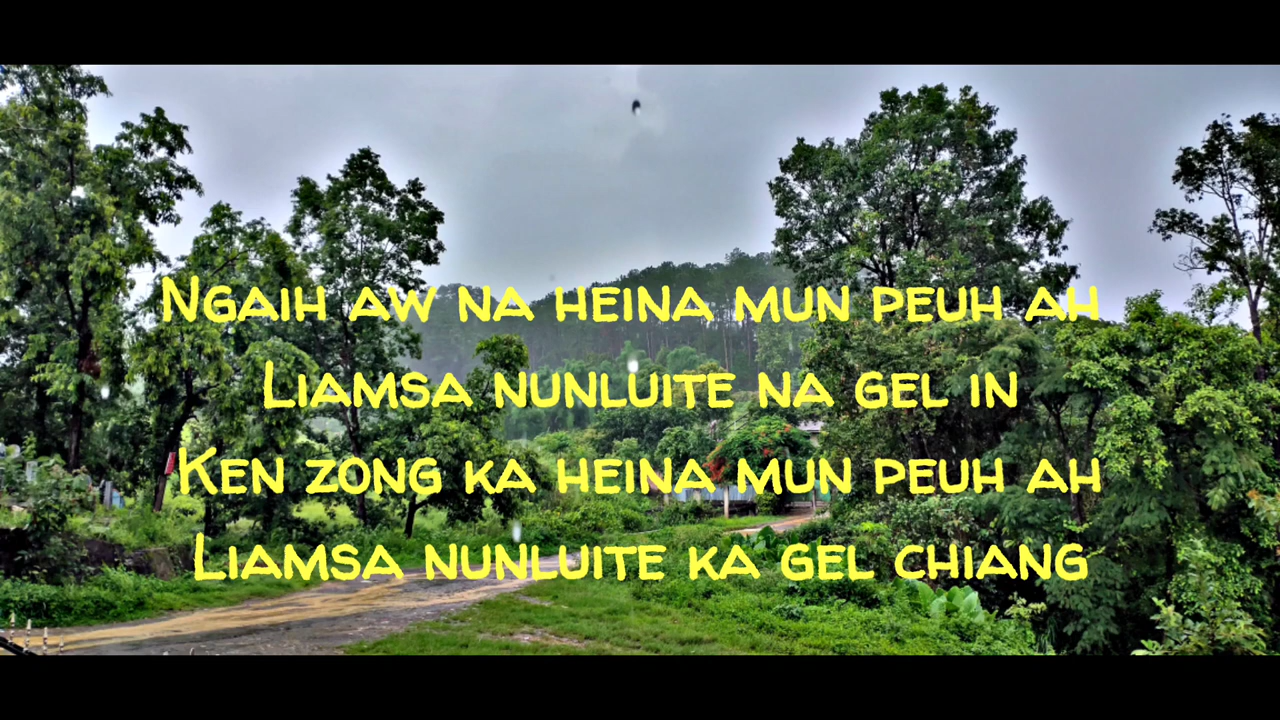 Ngaih aw na heina mun peuh ah
Liamsa nunluite na gel in
Ken zong ka heina mun peuh ah
Liamsa nunluite ka gel chiang